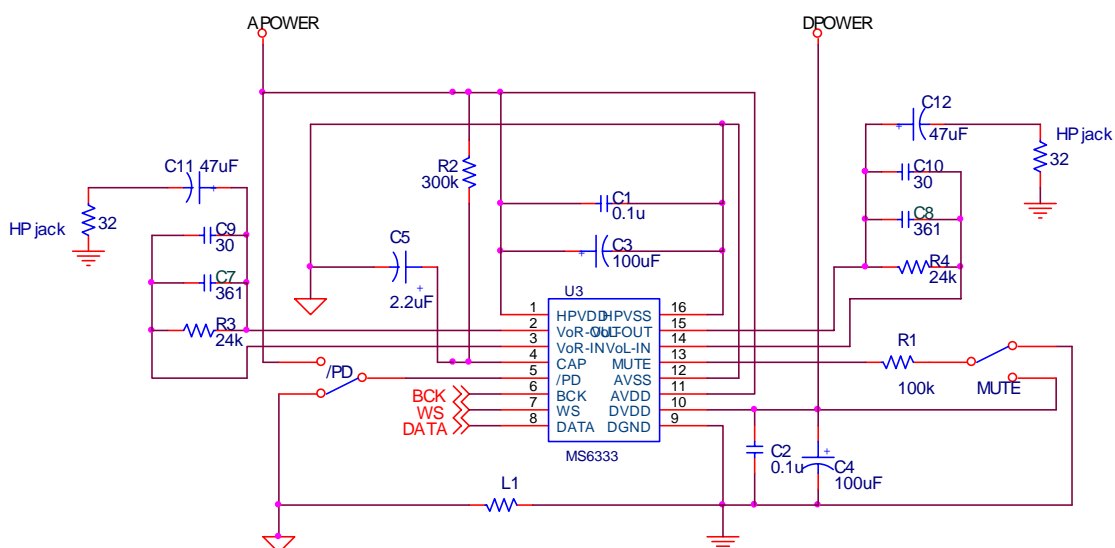 APOWER
DPOWER
C12
47uF
HP jack
32
C11 47uF
R2
300k
C10
30
HP jack
32
C1
0.1u
C9
30
C8
361
C5
C3
100uF
R4
24k
C7
361
2.2uF
U3
R3
24k
1 HPVDD HPVSS 16
2 VoR-OUT VoL-OUT 15
3 VoR-IN VoL-IN 14
4 CAP MUTE 13
5 /PD AVSS 12
6 BCK AVDD 11
7 WS DVDD 10
8 DATA DGND 9
R1
100k
MUTE
/PD
BCK
WS
DATA
MS6333
C2
0.1u
C4
100uF
L1